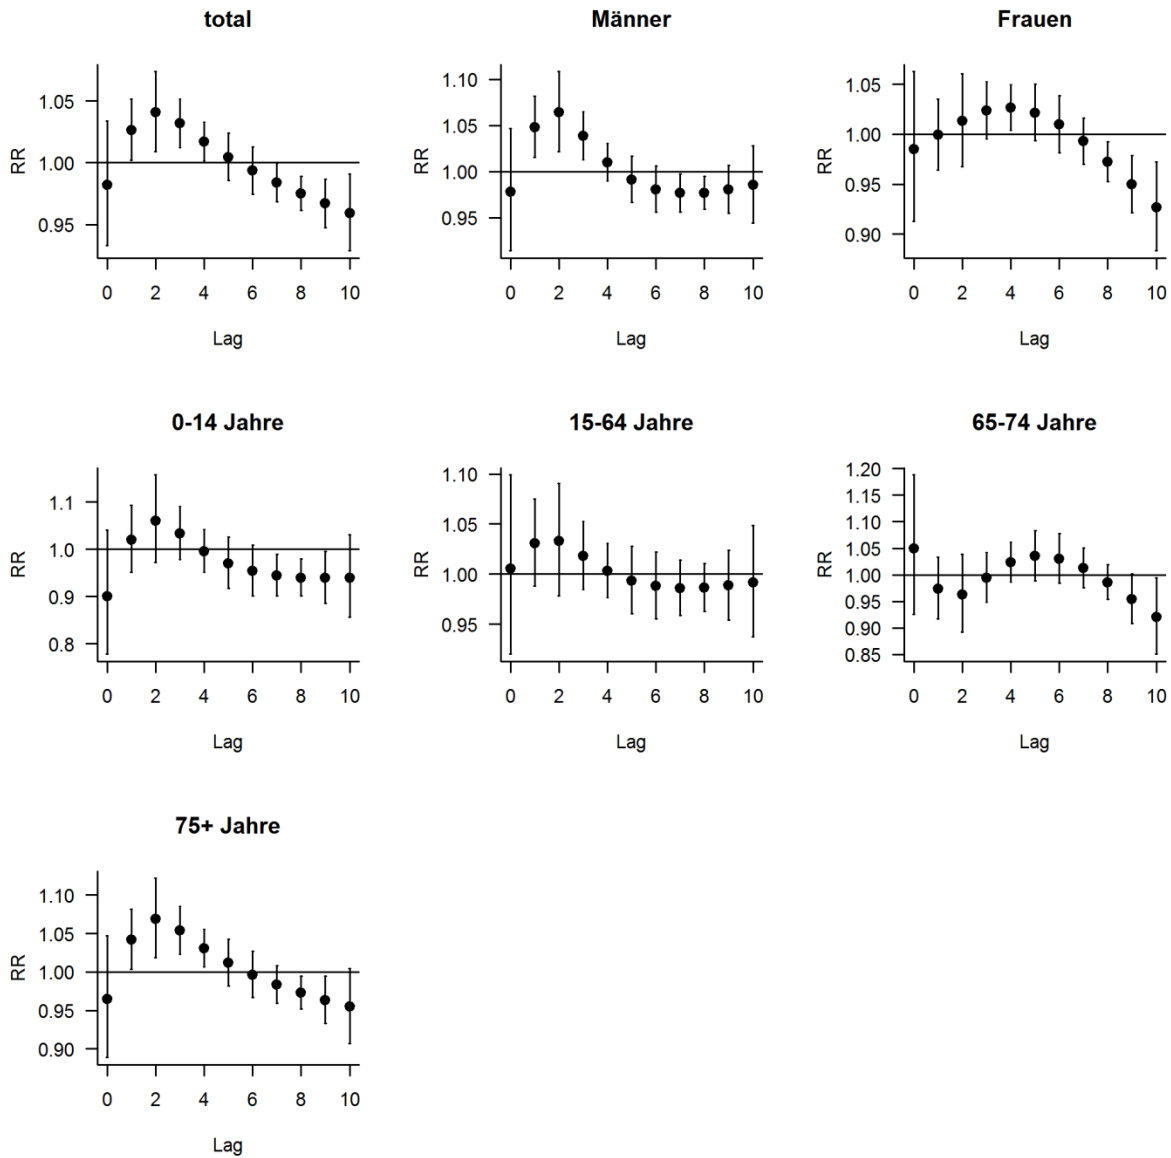 total
RR
1.05
1.00
0.95
0 2 4 6 8 10
Lag
Männer
RR
1.10
1.05
1.00
0.95
0 2 4 6 8 10
Lag
Frauen
RR
1.05
1.00
0.95
0.90
0 2 4 6 8 10
Lag
0-14 Jahre
RR
1.1
1.0
0.9
0.8
0 2 4 6 8 10
Lag
15-64 Jahre
RR
1.10
1.05
1.00
0.95
0 2 4 6 8 10
Lag
65-74 Jahre
RR
1.20
1.15
1.10
1.05
1.00
0.95
0.90
0.85
0 2 4 6 8 10
Lag
75+ Jahre
RR
1.10
1.05
1.00
0.95
0.90
0 2 4 6 8 10
Lag